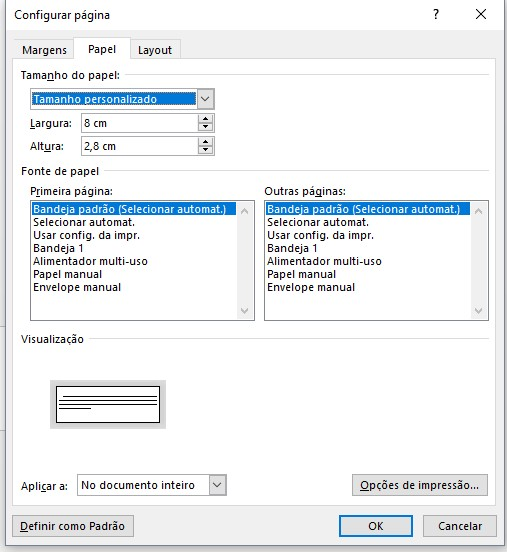 Configurar página
?
Margens
Papel
Layout
Tamanho do papel:
Tamanho personalizado
Largura: 8 cm
Altura: 2,8 cm
Fonte de papel
Primeira página:
Bandeja padrão (Selecionar automat.)
Selecionar automat.
Usar config. da impr.
Bandeja 1
Alimentador multi-uso
Papel manual
Envelope manual
Outras páginas:
Bandeja padrão (Selecionar automat.)
Selecionar automat.
Usar config. da impr.
Bandeja 1
Alimentador multi-uso
Papel manual
Envelope manual
Visualização
Aplicar a: No documento inteiro
Opções de impressão...
Definir como Padrão
OK
Cancelar